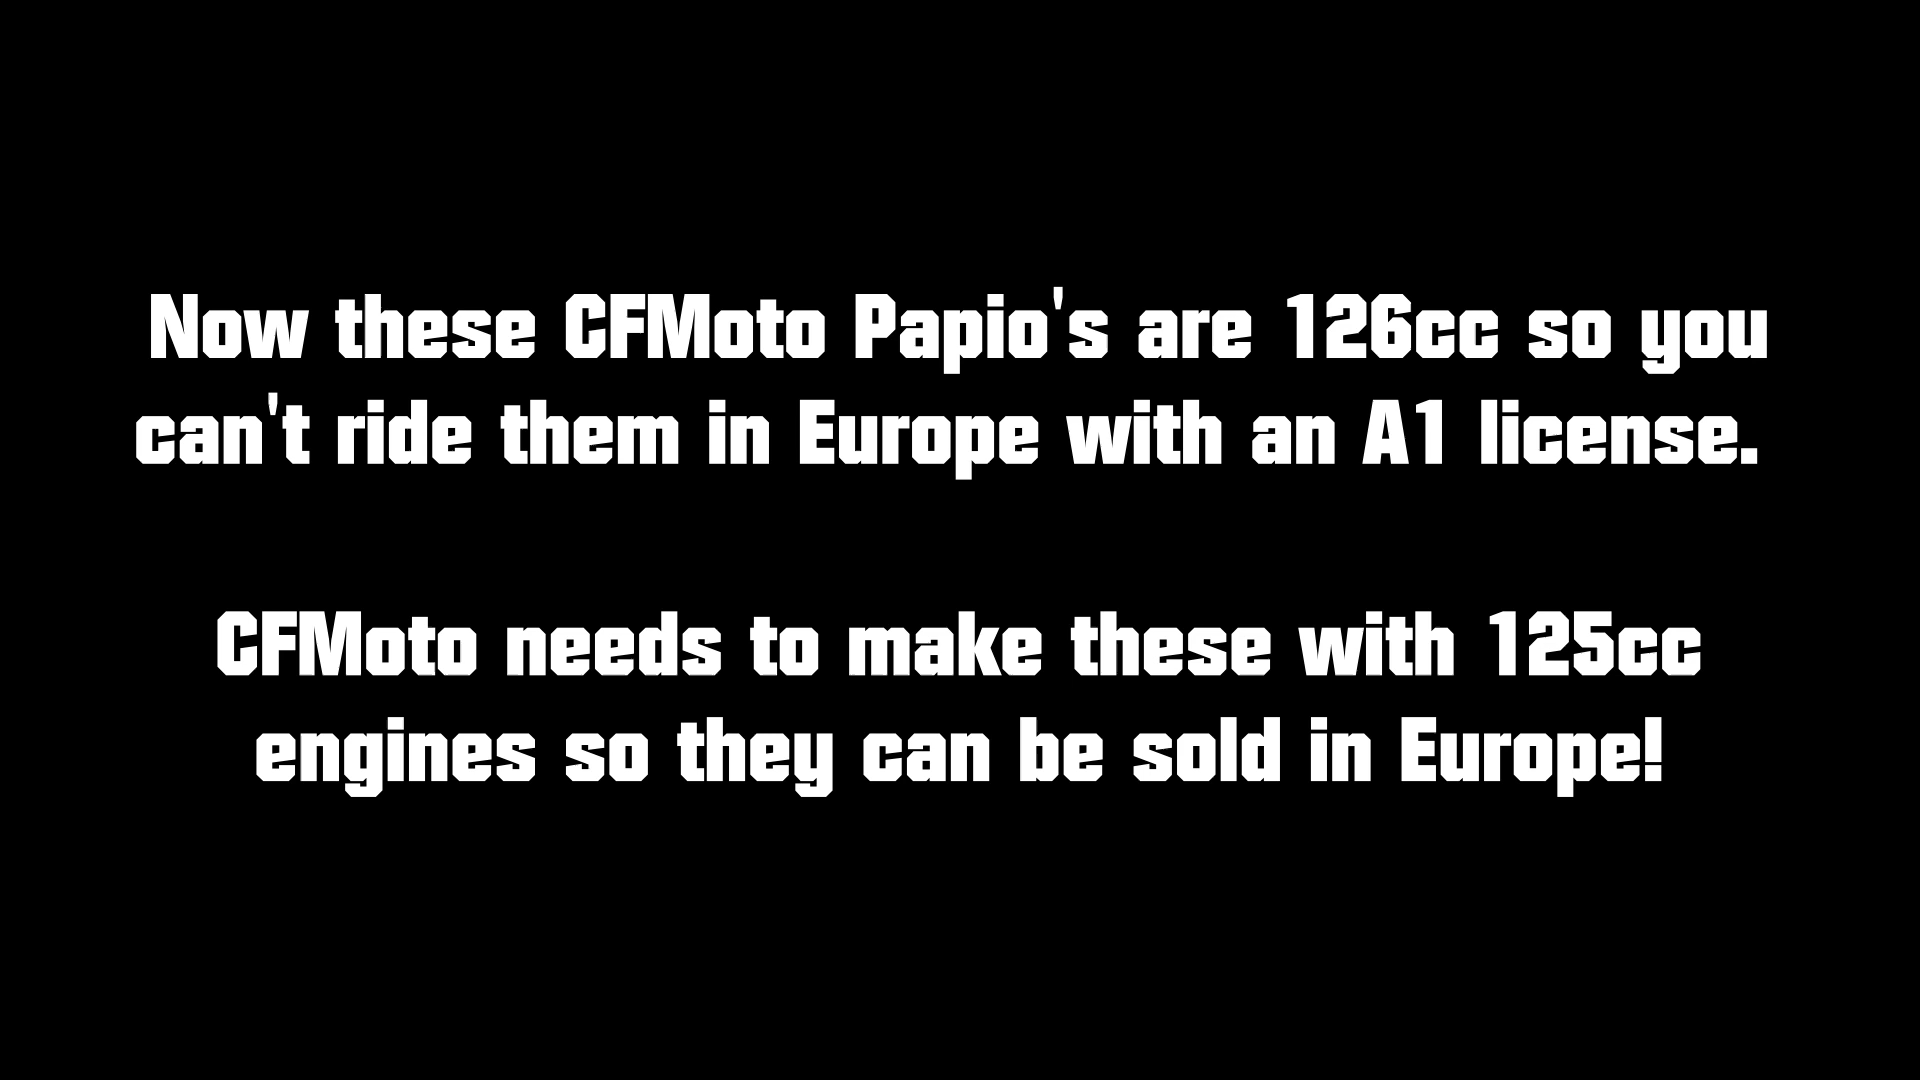 Now these CFMoto Papio's are 126cc so you
can't ride them in Europe with an A1 license.
CFMoto needs to make these with 125cc
engines so they can be sold in Europe!